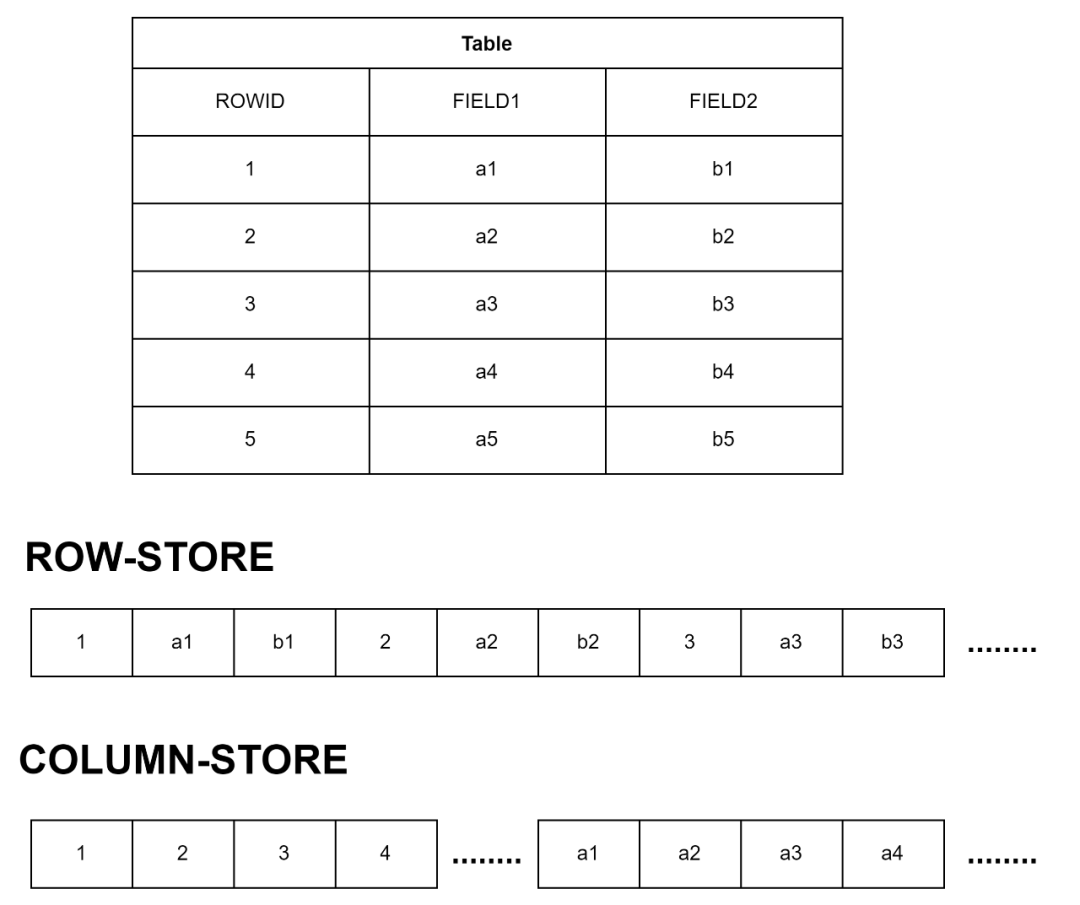 Table
ROWID FIELD1 FIELD2
1 a1 b1
2 a2 b2
3 a3 b3
4 a4 b4
5 a5 b5
ROW-STORE
1 a1 b1 2 a2 b2 3 a3 b3 ........
COLUMN-STORE
1 2 3 4 ........ a1 a2 a3 a4 ........